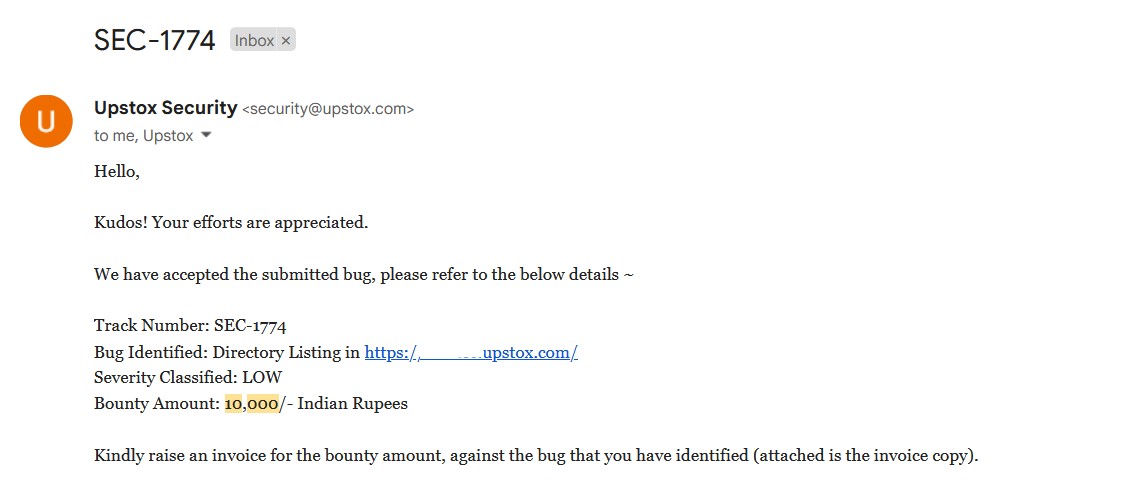 SEC-1774 Inbox ×
U
Upstox Security <security@upstox.com>
to me, Upstox
Hello,
Kudos! Your efforts are appreciated.
We have accepted the submitted bug, please refer to the below details ~
Track Number: SEC-1774
Bug Identified: Directory Listing in https:/ upstox.com/
Severity Classified: LOW
Bounty Amount: 10,000/- Indian Rupees
Kindly raise an invoice for the bounty amount, against the bug that you have identified (attached is the invoice copy).